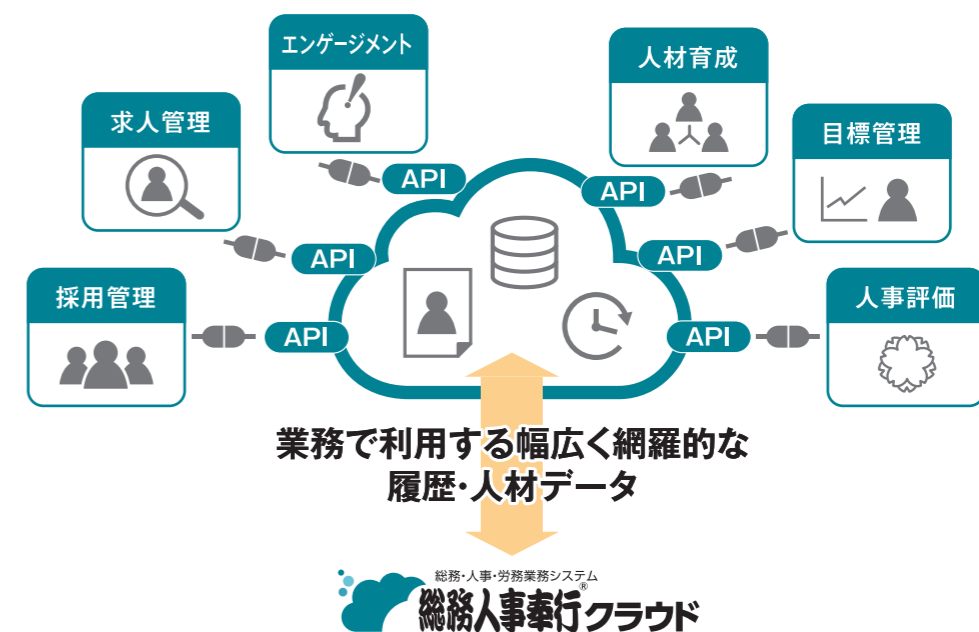 エンゲージメント
人材育成
求人管理
目標管理
API
API
API
API
採用管理
人事評価
API
API
業務で利用する幅広く網羅的な
履歴・人材データ
総務・人事・労務業務システム
総務人事奉行®クラウド